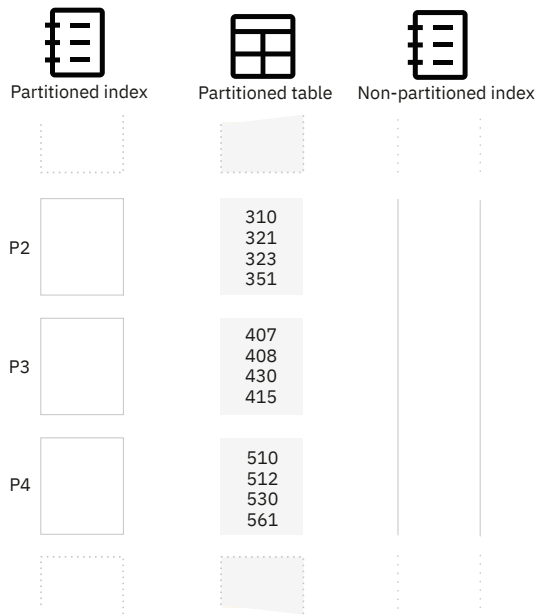 Partitioned index
Partitioned table
Non-partitioned index
P2
310
321
323
351
P3
407
408
430
415
P4
510
512
530
561